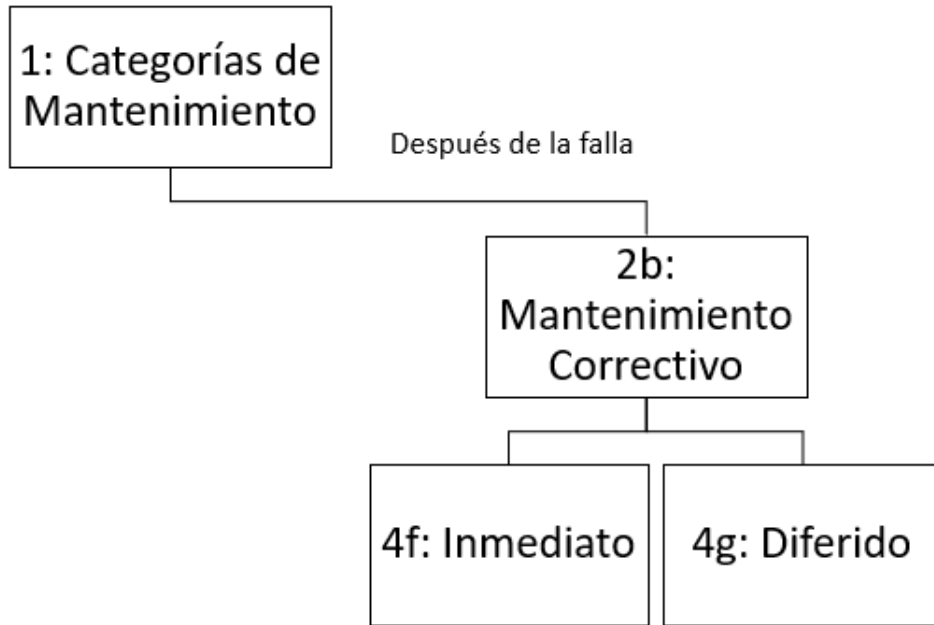 1: Categorías de
Mantenimiento
Después de la falla
2b:
Mantenimiento
Correctivo
4f: Inmediato
4g: Diferido